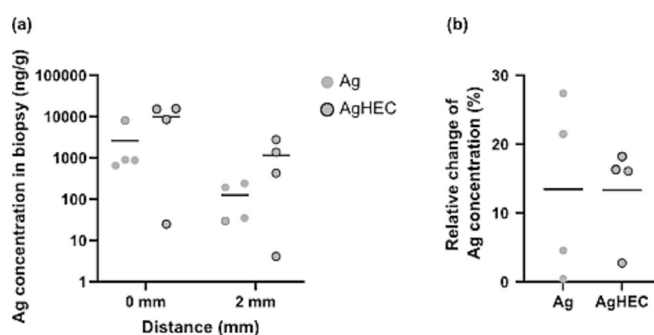 (a)
Ag concentration in biopsy (ng/g)
100000
10000
1000
100
10
1
0 mm
2 mm
Distance (mm)
Ag
AgHEC
(b)
Relative change of
Ag concentration (%)
30
20
10
0
Ag
AgHEC